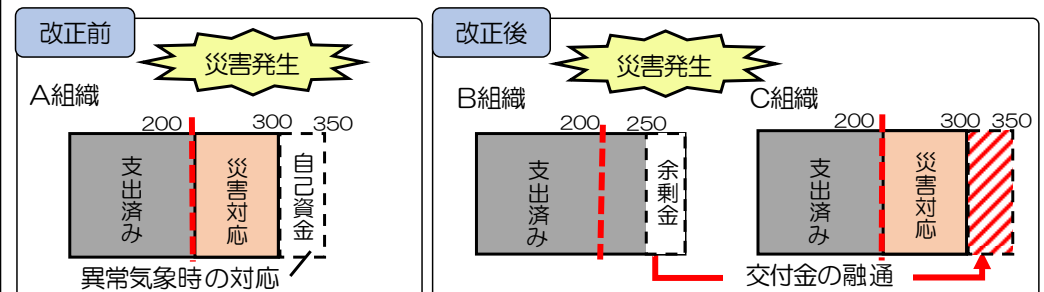 改正前
災害発生
A組織
200
300
350
支出済み
災害対応
自己資金
異常気象時の対応
改正後
災害発生
B組織
200
250
支出済み
余剰金
C組織
200
300
350
支出済み
災害対応
交付金の融通